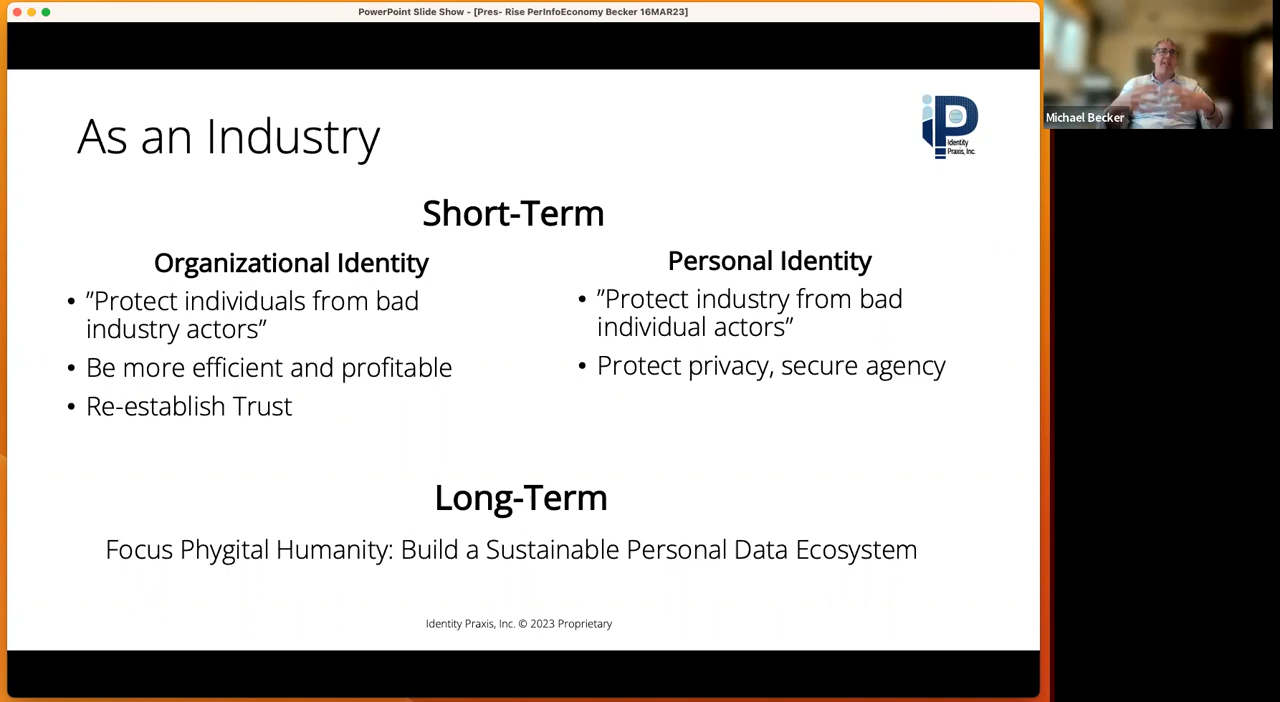 PowerPoint Slide Show - [Pres- Rise PerInfoEconomy Becker 16MAR23]
As an Industry
Identity
Praxis, Inc.
Short-Term
Organizational Identity
• ”Protect individuals from bad
industry actors”
• Be more efficient and profitable
• Re-establish Trust
Personal Identity
• ”Protect industry from bad
individual actors”
• Protect privacy, secure agency
Long-Term
Focus Phygital Humanity: Build a Sustainable Personal Data Ecosystem
Identity Praxis, Inc. © 2023 Proprietary
Michael Becker